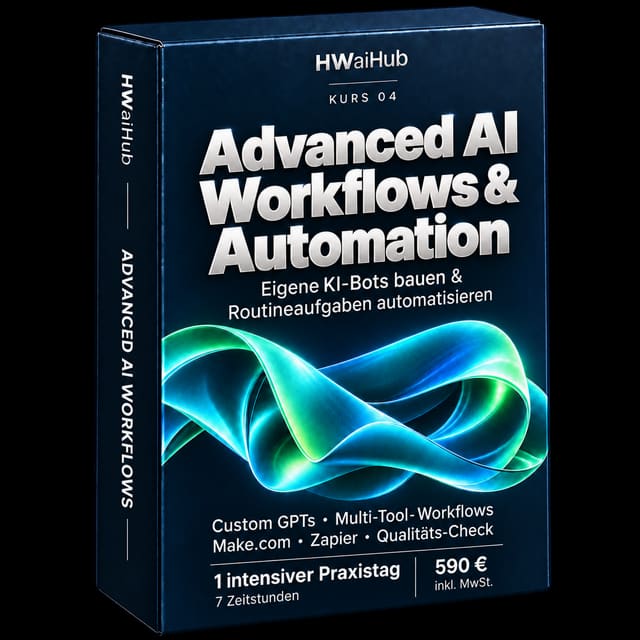 HWaiHub
ADVANCED AI WORKFLOWS
HWaiHub
KURS 04
Advanced AI
Workflows &
Automation
Eigene KI-Bots bauen &
Routineaufgaben automatisieren
Custom GPTs • Multi-Tool-Workflows
Make.com • Zapier • Qualitäts-Check
1 intensiver Praxistag
7 Zeitstunden
590 €
inkl. MwSt.